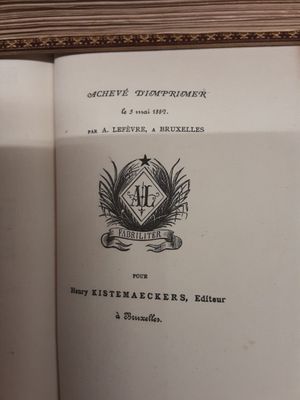 ACHEVÉ D'IMPRIMER
le 5 mai 1887.
PAR A. LEFÈVRE, A BRUXELLES
AL
FABRILITER
POUR
Henry KISTEMAECKERS, Editeur
à Bruxelles.